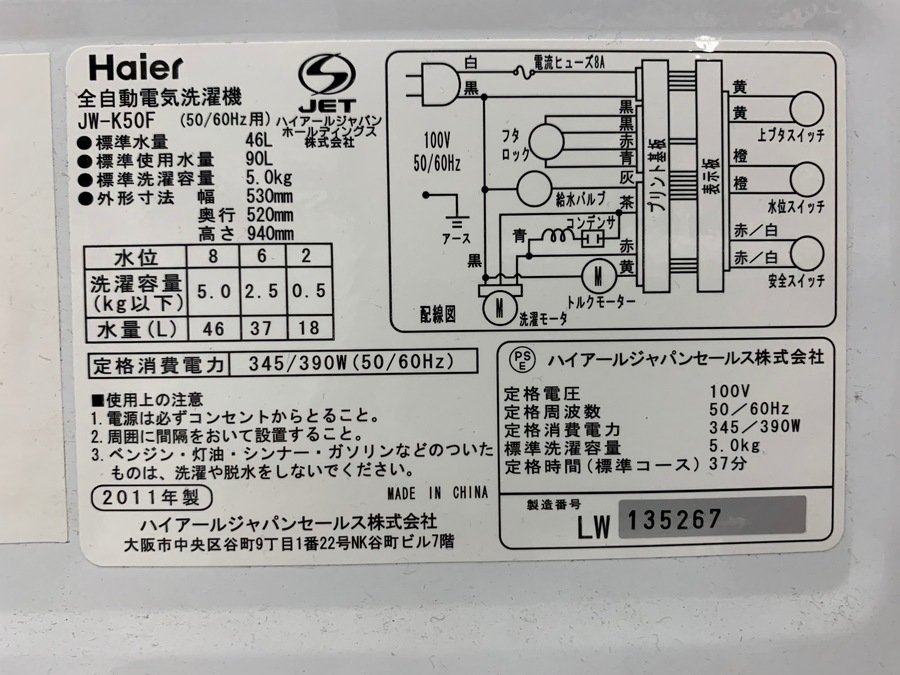 Haier
全自動電気洗濯機
JW-K50F (50/60Hz用)
S
JET
ハイアールジャパン
ホールディングス
株式会社
●標準水量 46L
●標準使用水量 90L
●標準洗濯容量 5.0kg
●外形寸法 幅 530mm
奥行 520mm
高さ 940mm
水位 8 6 2
洗濯容量(kg以下) 5.0 2.5 0.5
水量(L) 46 37 18
定格消費電力 345/390W(50/60Hz)
■使用上の注意
1.電源は必ずコンセントからとること。
2.周囲に間隔をおいて設置すること。
3.ベンジン・灯油・シンナー・ガソリンなどのついた
ものは、洗濯や脱水をしないでください。
2011年製
MADE IN CHINA
ハイアールジャパンセールス株式会社
大阪市中央区谷町9丁目1番22号NK谷町ビル7階
白
電流ヒューズ8A
黒
100V
50/60Hz
アース
フタ
ロック
黒
黒
赤
青
灰
給水バルブ
茶
コンデンサ
青
赤
黒
黄
M
トルクモーター
M
洗濯モータ
配線図
プリント基板
表示板
黄
黄
上ブタスイッチ
橙
橙
水位スイッチ
赤/白
赤/白
安全スイッチ
PS
E
ハイアールジャパンセールス株式会社
定格電圧 100V
定格周波数 50/60Hz
定格消費電力 345/390W
標準洗濯容量 5.0kg
定格時間(標準コース) 37分
製造番号
LW 135267